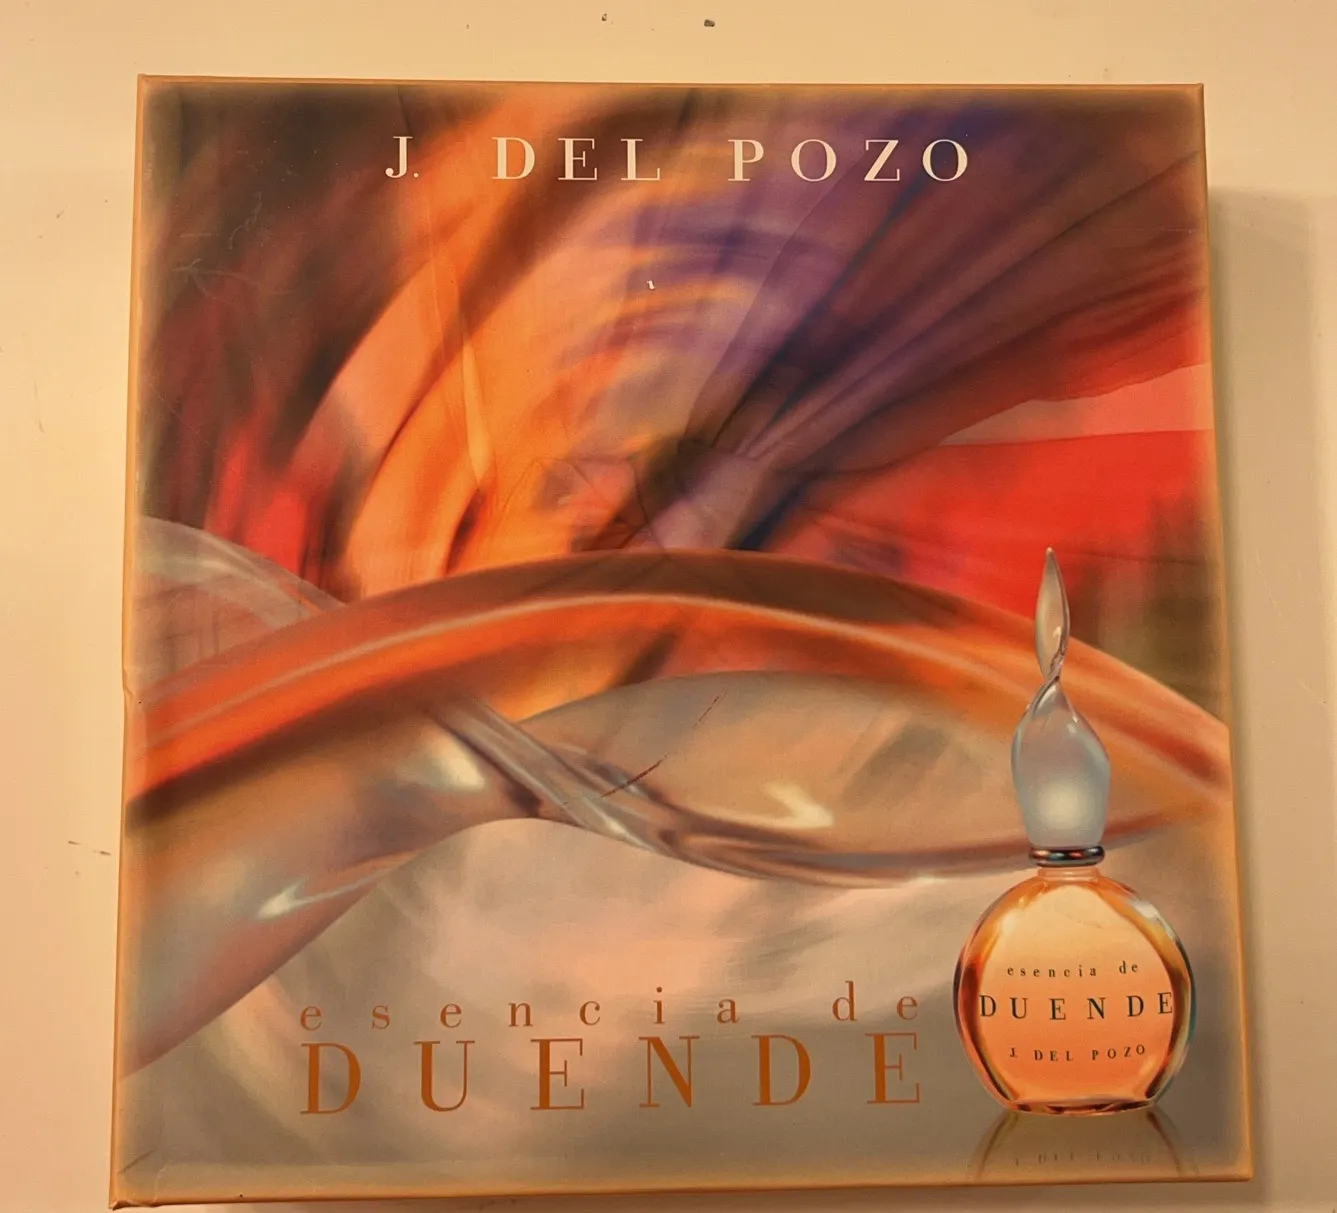 J. DEL POZO
esencia de
DUENDE
esencia de
DUENDE
J. DEL POZO